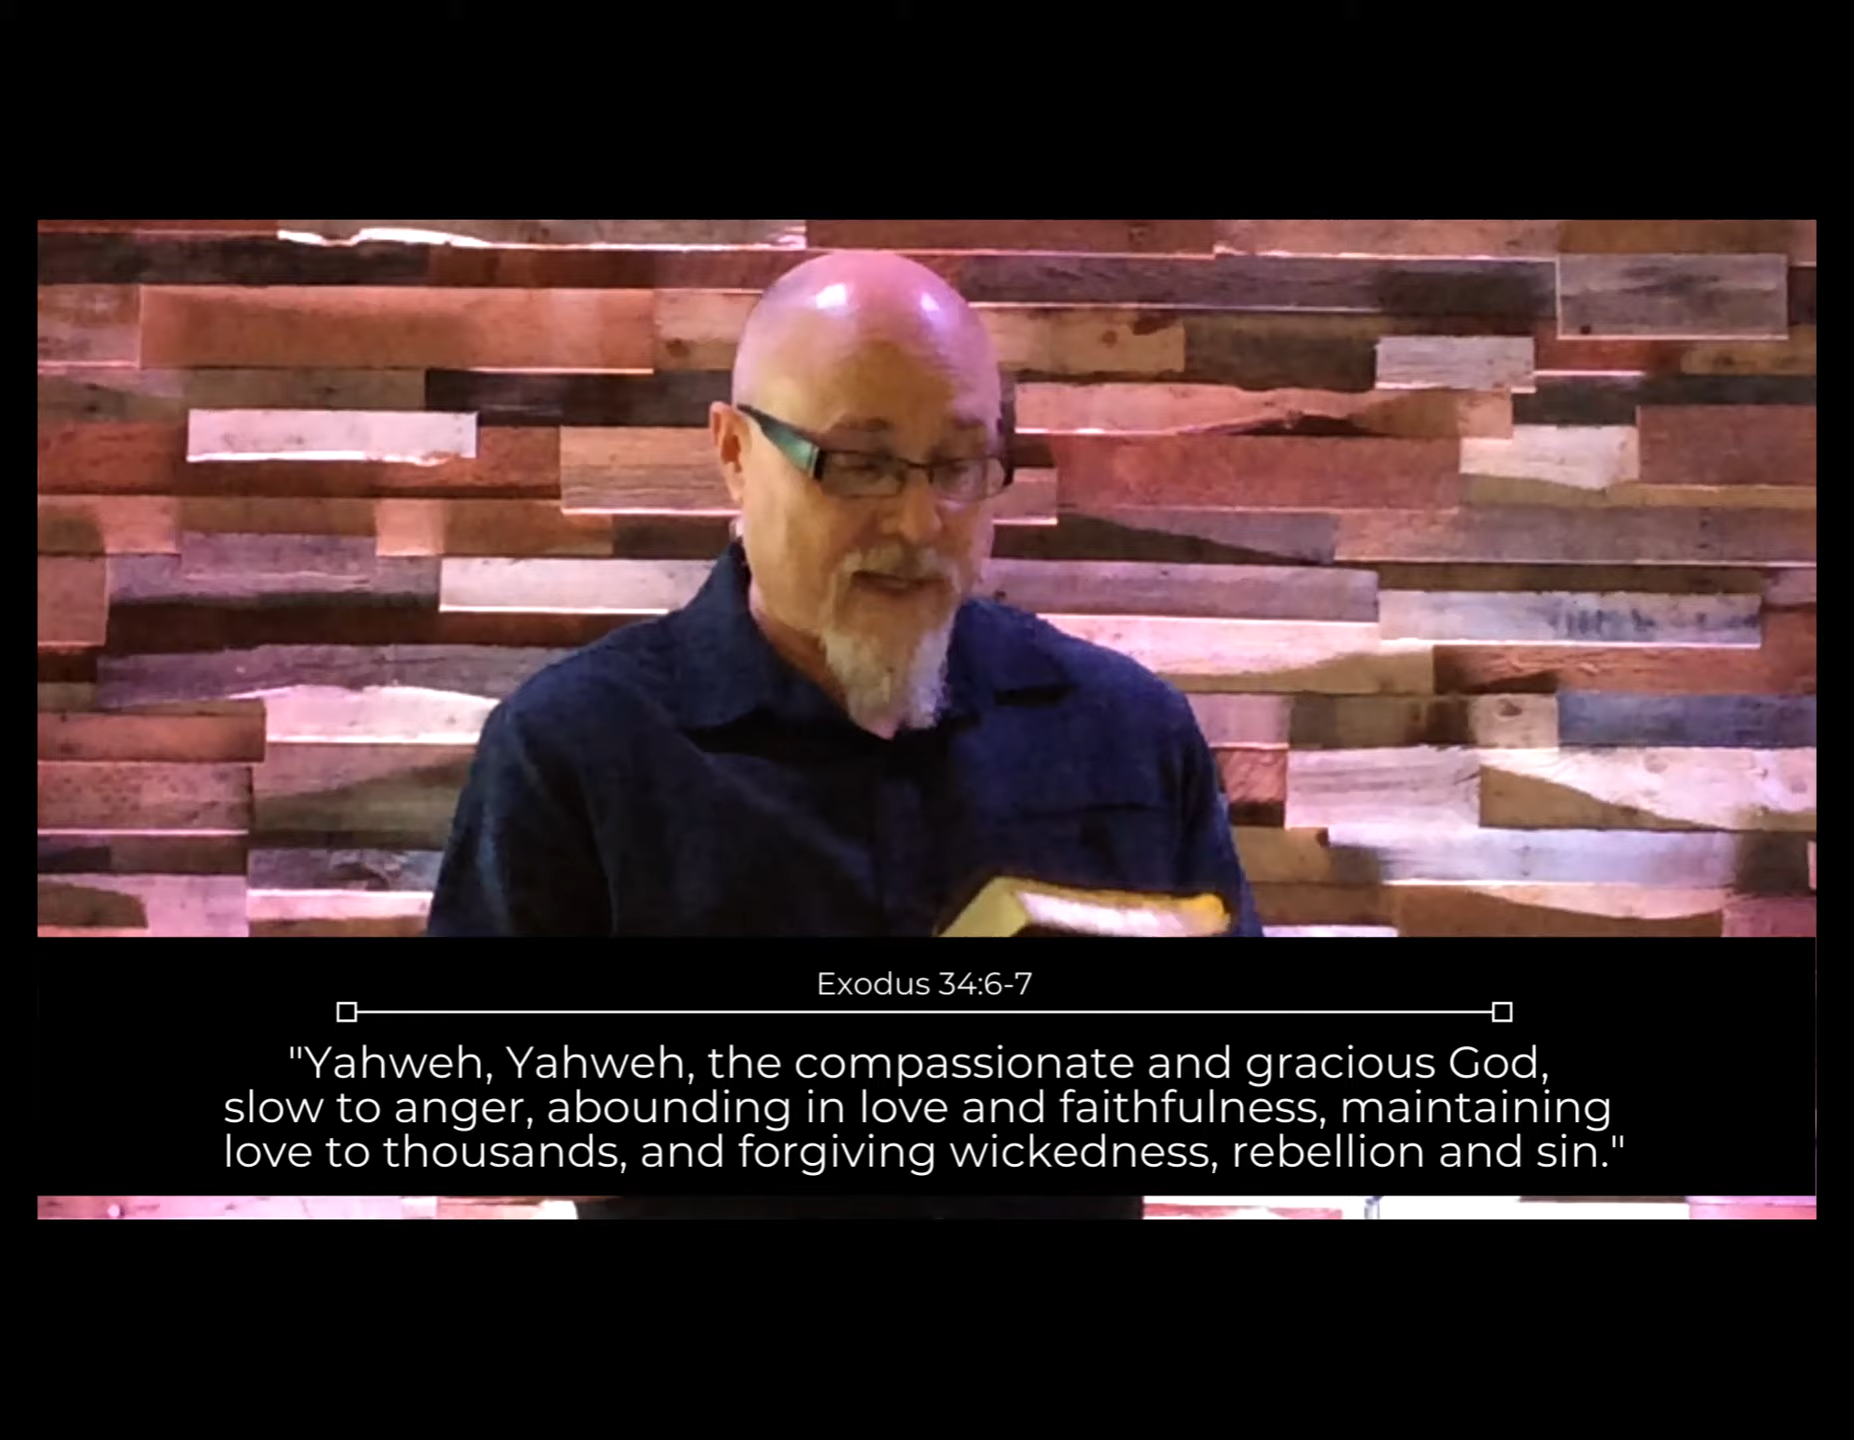 Exodus 34:6-7
"Yahweh, Yahweh, the compassionate and gracious God,
slow to anger, abounding in love and faithfulness, maintaining
love to thousands, and forgiving wickedness, rebellion and sin."